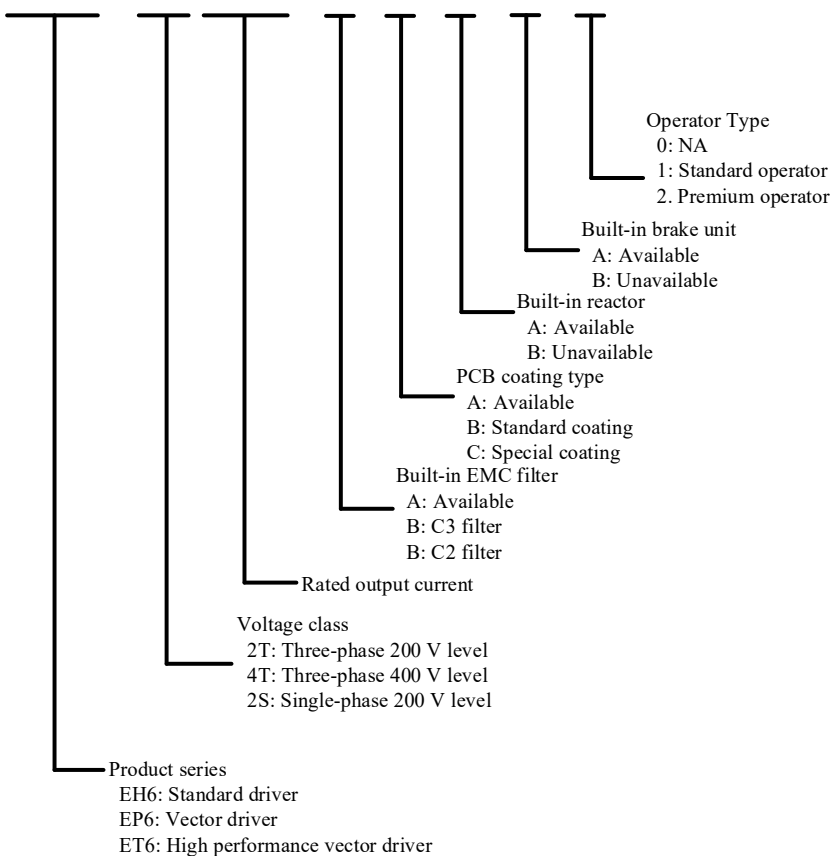 Operator Type
0: NA
1: Standard operator
2. Premium operator
Built-in brake unit
A: Available
B: Unavailable
Built-in reactor
A: Available
B: Unavailable
PCB coating type
A: Available
B: Standard coating
C: Special coating
Built-in EMC filter
A: Available
B: C3 filter
B: C2 filter
Rated output current
Voltage class
2T: Three-phase 200 V level
4T: Three-phase 400 V level
2S: Single-phase 200 V level
Product series
EH6: Standard driver
EP6: Vector driver
ET6: High performance vector driver